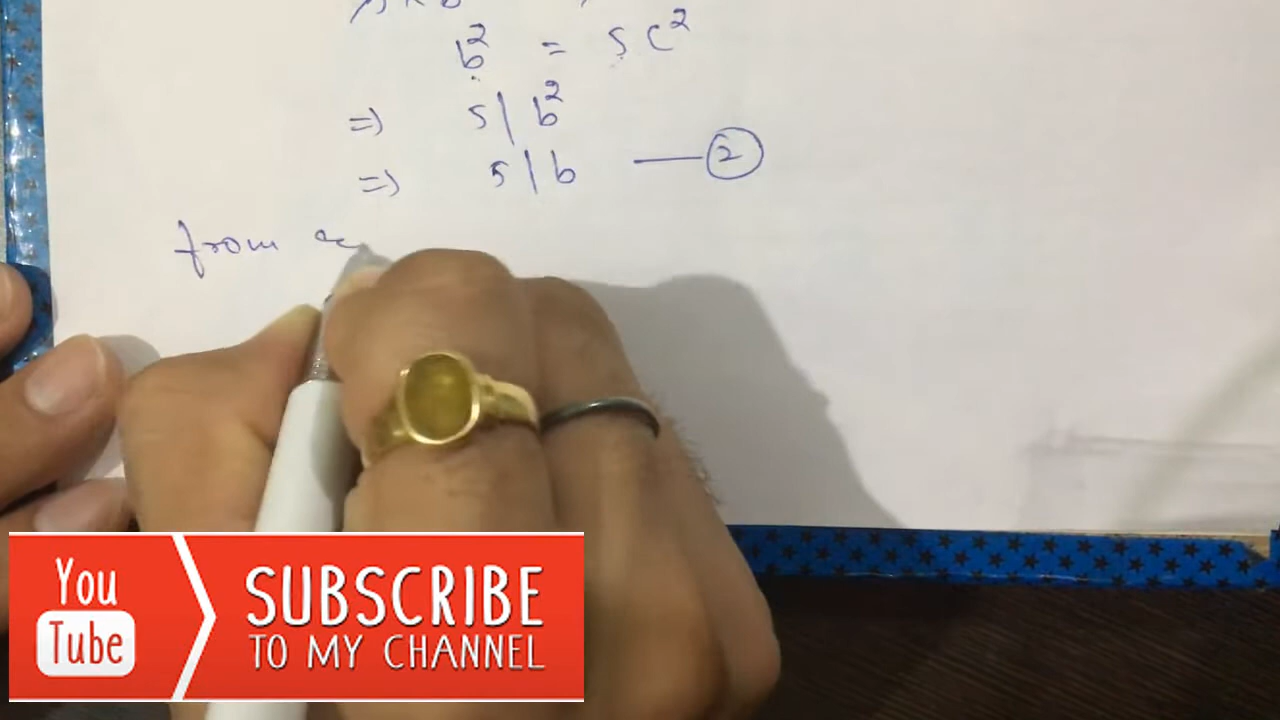 b² = 5c²
=> 5 | b²
=> 5 | b — ②
from
You
Tube
SUBSCRIBE
TO MY CHANNEL